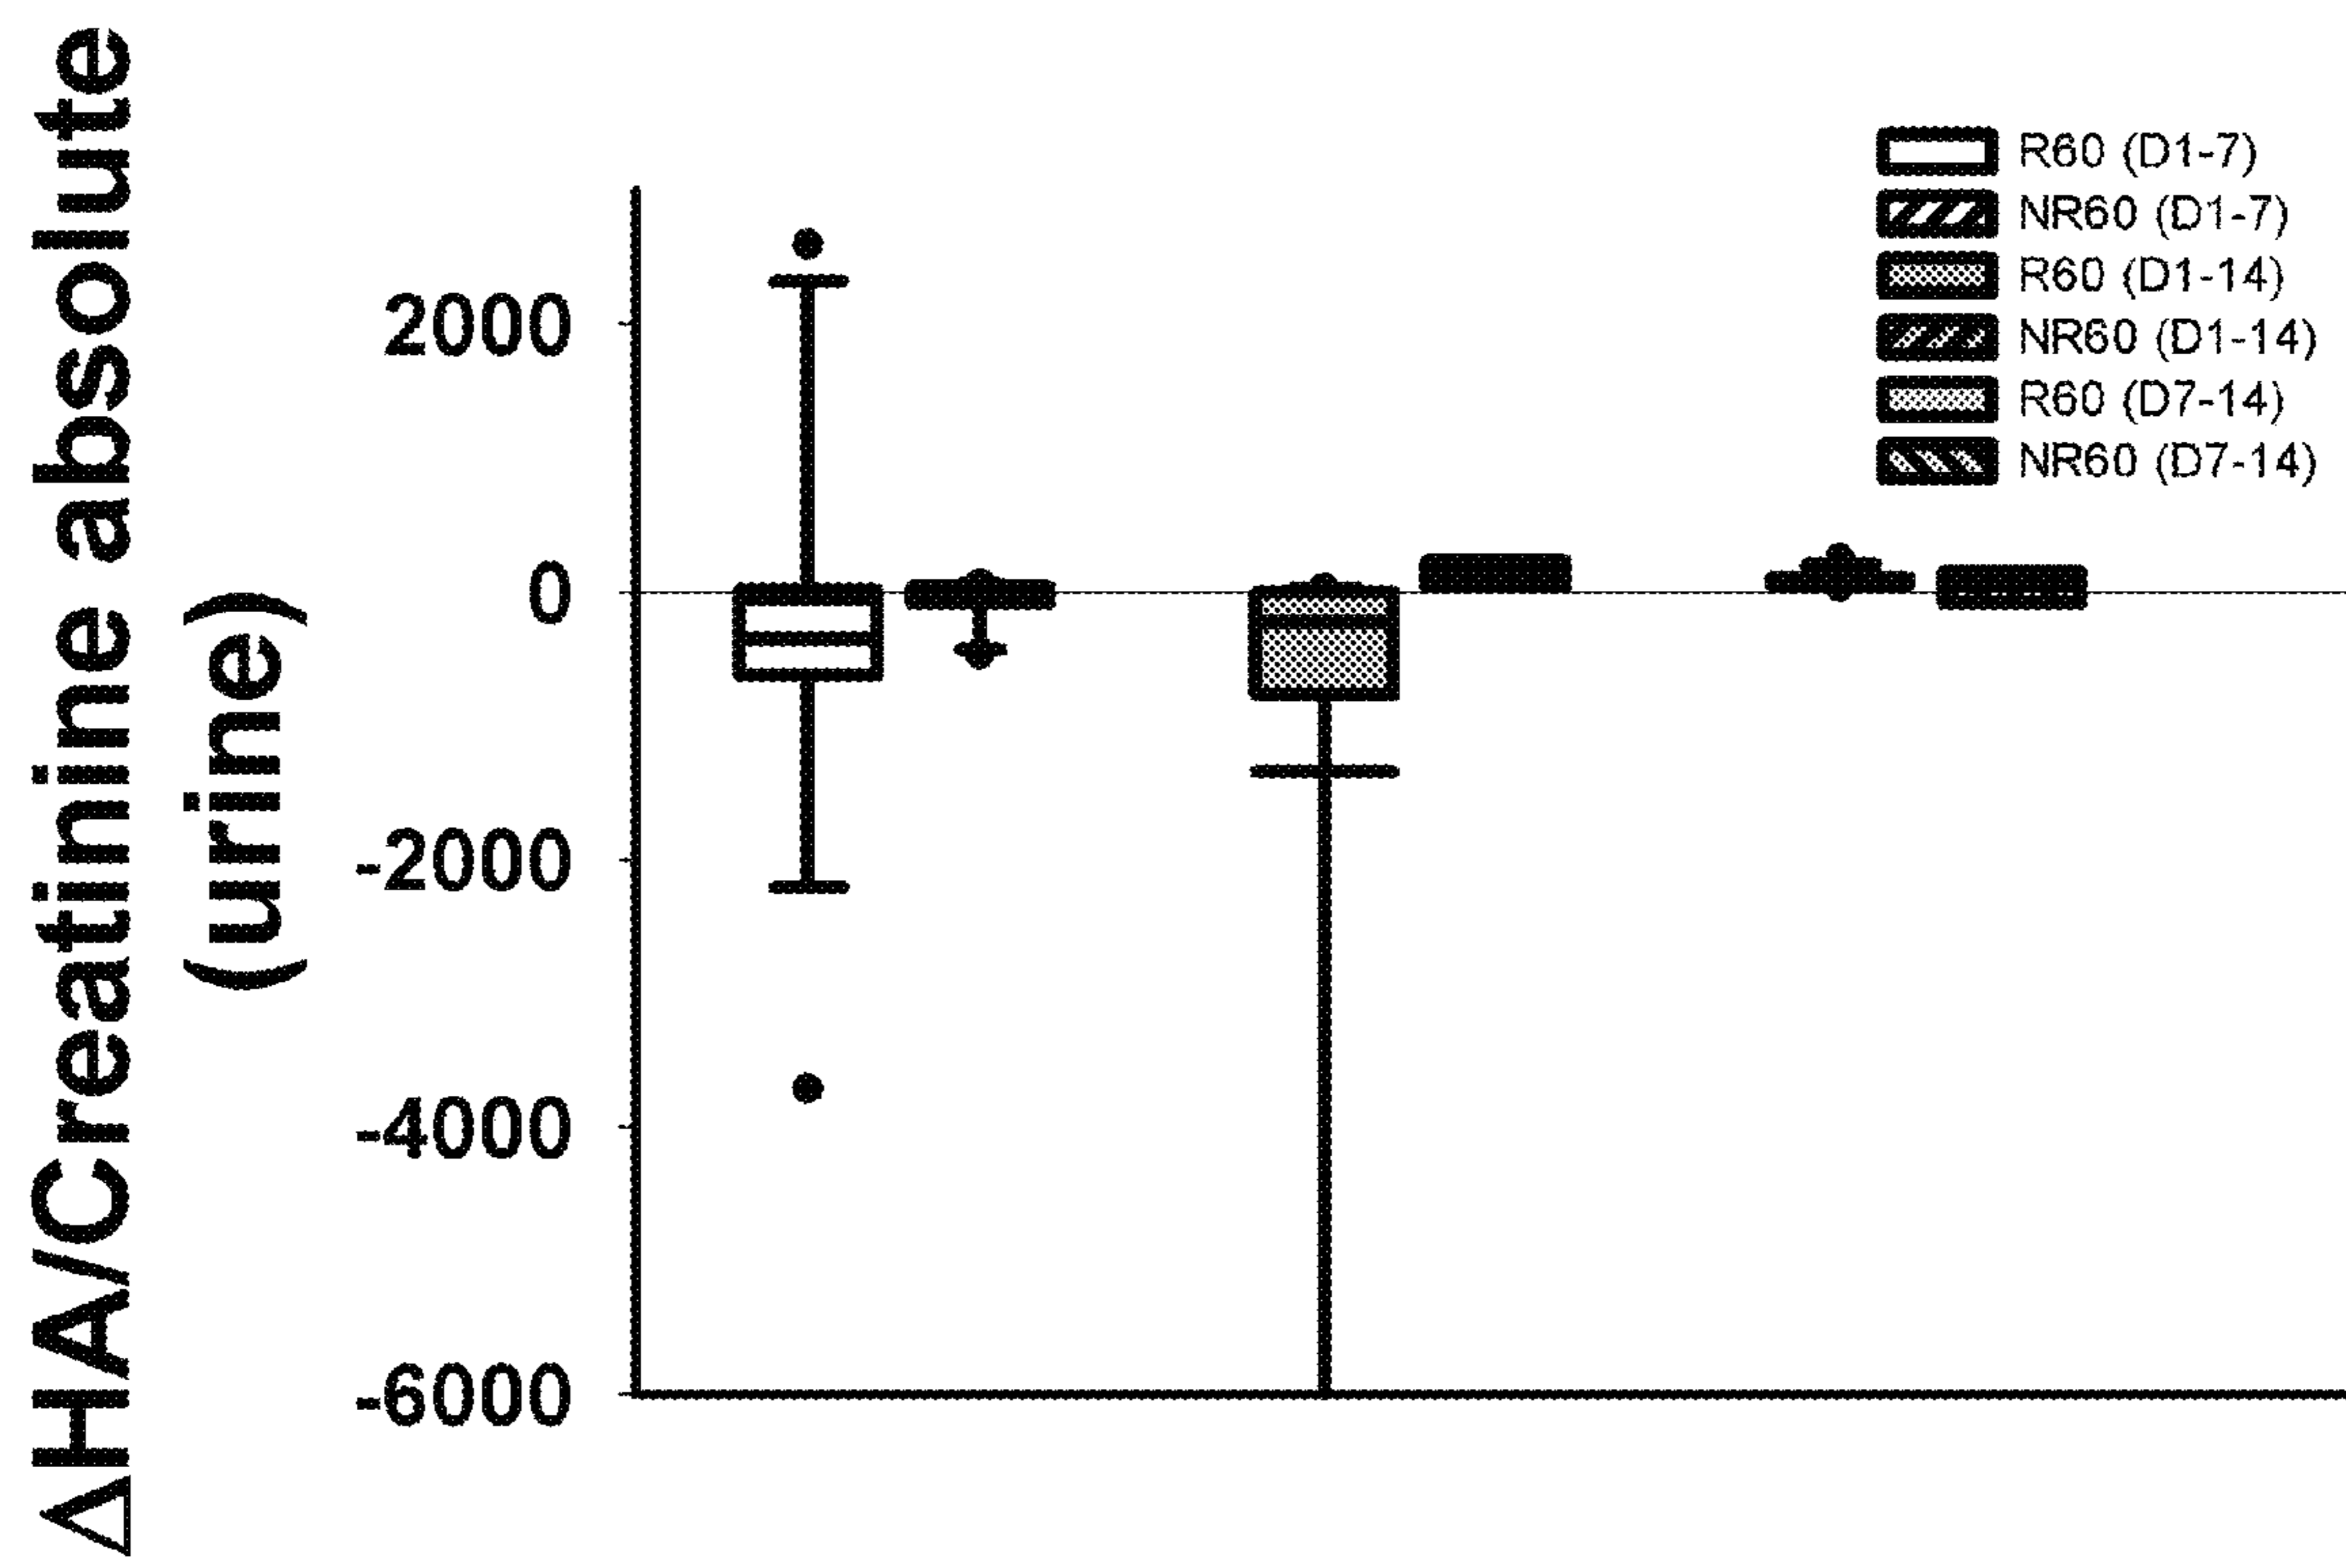 ΔHA/Creatinine absolute
(urine)
2000
0
-2000
-4000
-6000
R60 (D1-7)
NR60 (D1-7)
R60 (D1-14)
NR60 (D1-14)
R60 (D7-14)
NR60 (D7-14)